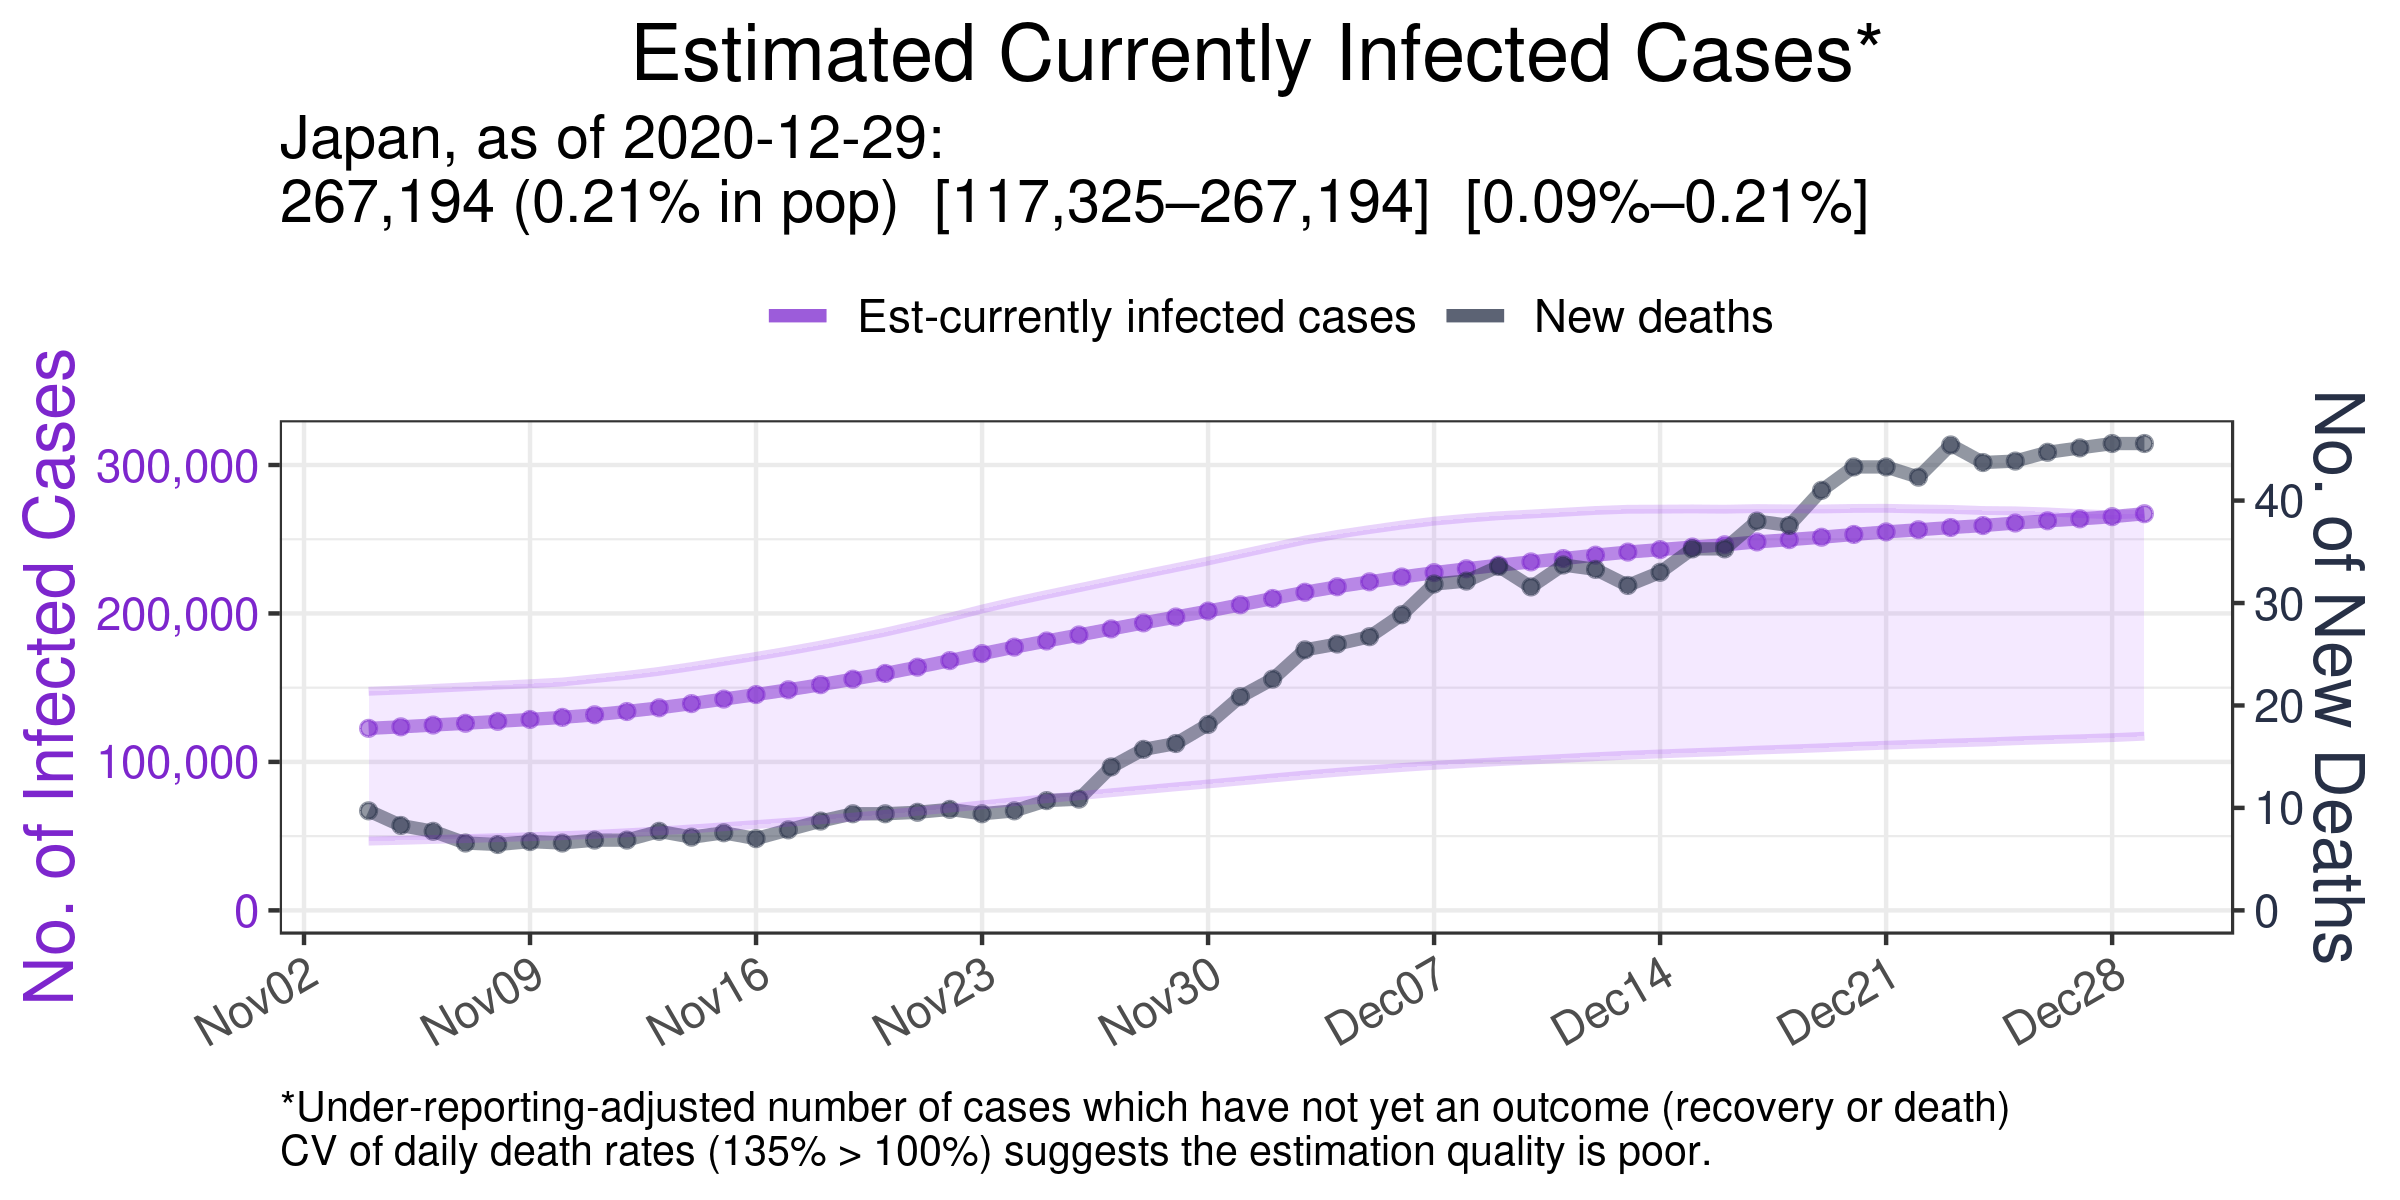 Estimated Currently Infected Cases*
Japan, as of 2020-12-29:
267,194 (0.21% in pop) [117,325–267,194] [0.09%–0.21%]
Est-currently infected cases
New deaths
No. of Infected Cases
300,000
200,000
100,000
0
40
30
20
10
0
No. of New Deaths
Nov02
Nov09
Nov16
Nov23
Nov30
Dec07
Dec14
Dec21
Dec28
*Under-reporting-adjusted number of cases which have not yet an outcome (recovery or death)
CV of daily death rates (135% > 100%) suggests the estimation quality is poor.